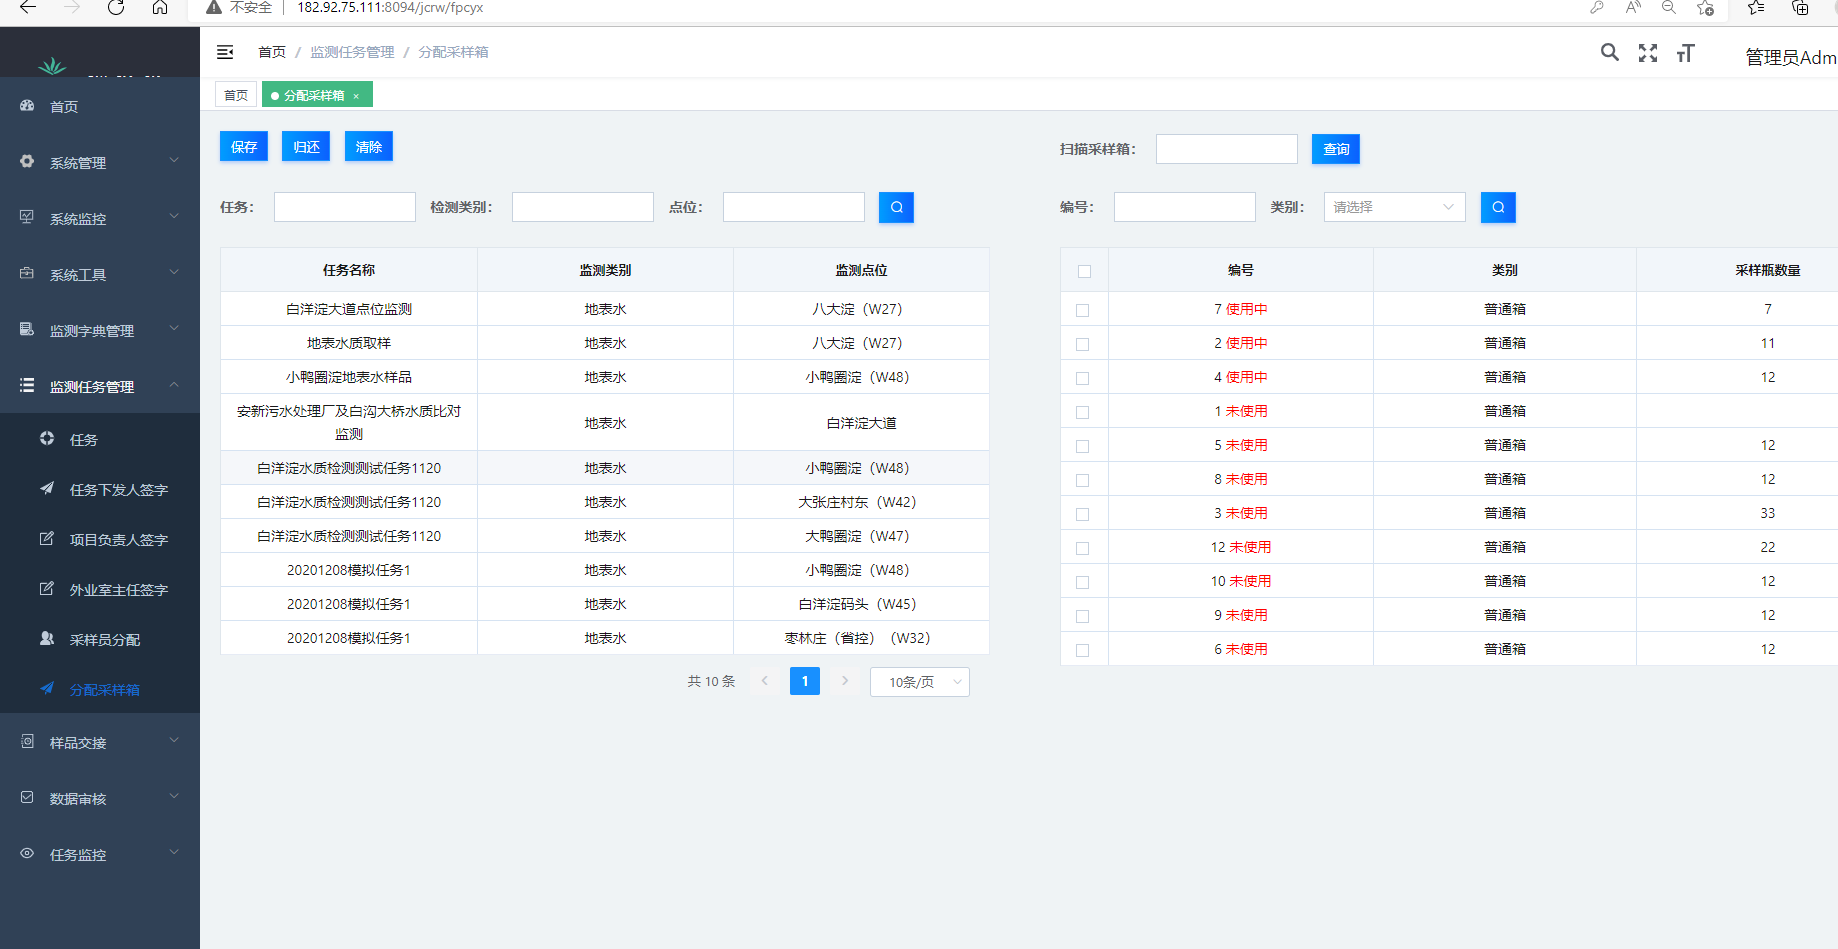 不安全 182.92.75.111:8094/jcrw/fpcyx
首页 / 监测任务管理 / 分配采样箱
管理员Adm
首页
系统管理
系统监控
系统工具
监测字典管理
监测任务管理
任务
任务下发人签字
项目负责人签字
外业室主任签字
采样员分配
分配采样箱
样品交接
数据审核
任务监控
首页 分配采样箱 ×
保存 归还 清除
任务： 检测类别： 点位：
任务名称 监测类别 监测点位
白洋淀大道点位监测 地表水 八大淀（W27）
地表水质取样 地表水 八大淀（W27）
小鸭圈淀地表水样品 地表水 小鸭圈淀（W48）
安新污水处理厂及白沟大桥水质比对
监测 地表水 白洋淀大道
白洋淀水质检测测试任务1120 地表水 小鸭圈淀（W48）
白洋淀水质检测测试任务1120 地表水 大张庄村东（W42）
白洋淀水质检测测试任务1120 地表水 大鸭圈淀（W47）
20201208模拟任务1 地表水 小鸭圈淀（W48）
20201208模拟任务1 地表水 白洋淀码头（W45）
20201208模拟任务1 地表水 枣林庄（省控）（W32）
共 10 条 1 10条/页
扫描采样箱： 查询
编号： 类别： 请选择
编号 类别 采样瓶数量
7 使用中 普通箱 7
2 使用中 普通箱 11
4 使用中 普通箱 12
1 未使用 普通箱
5 未使用 普通箱 12
8 未使用 普通箱 12
3 未使用 普通箱 33
12 未使用 普通箱 22
10 未使用 普通箱 12
9 未使用 普通箱 12
6 未使用 普通箱 12